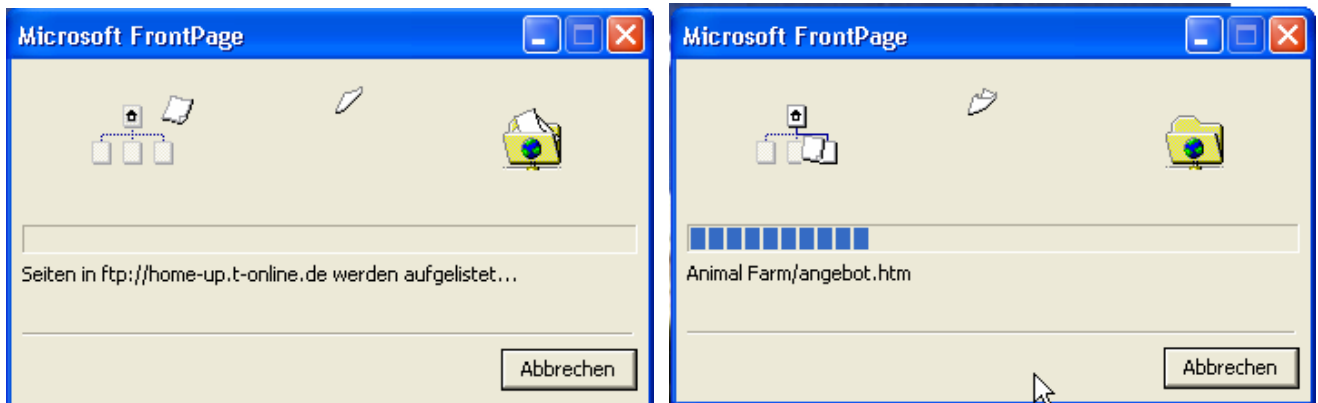 Microsoft FrontPage
Seiten in ftp://home-up.t-online.de werden aufgelistet...
Abbrechen
Microsoft FrontPage
Animal Farm/angebot.htm
Abbrechen